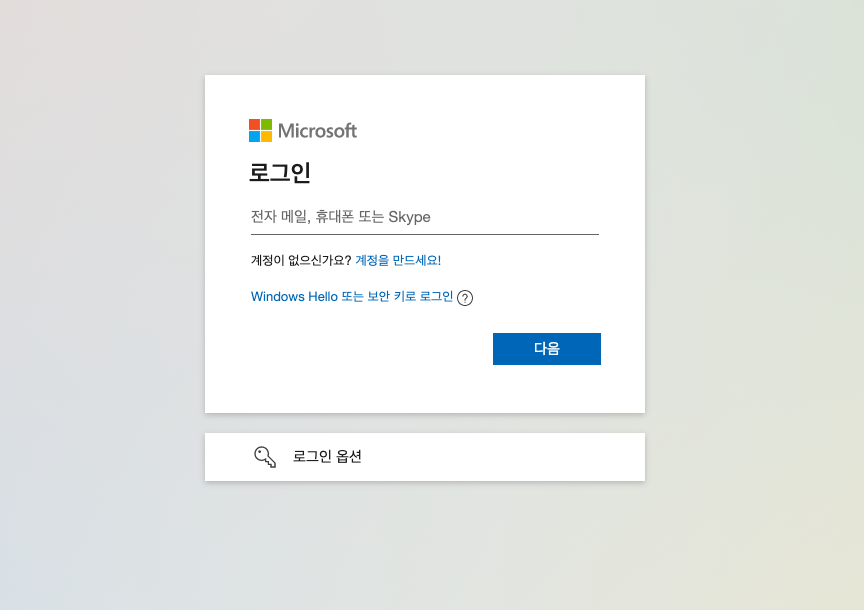 Microsoft
로그인
전자 메일, 휴대폰 또는 Skype
계정이 없으신가요? 계정을 만드세요!
Windows Hello 또는 보안 키로 로그인 ?
다음
로그인 옵션